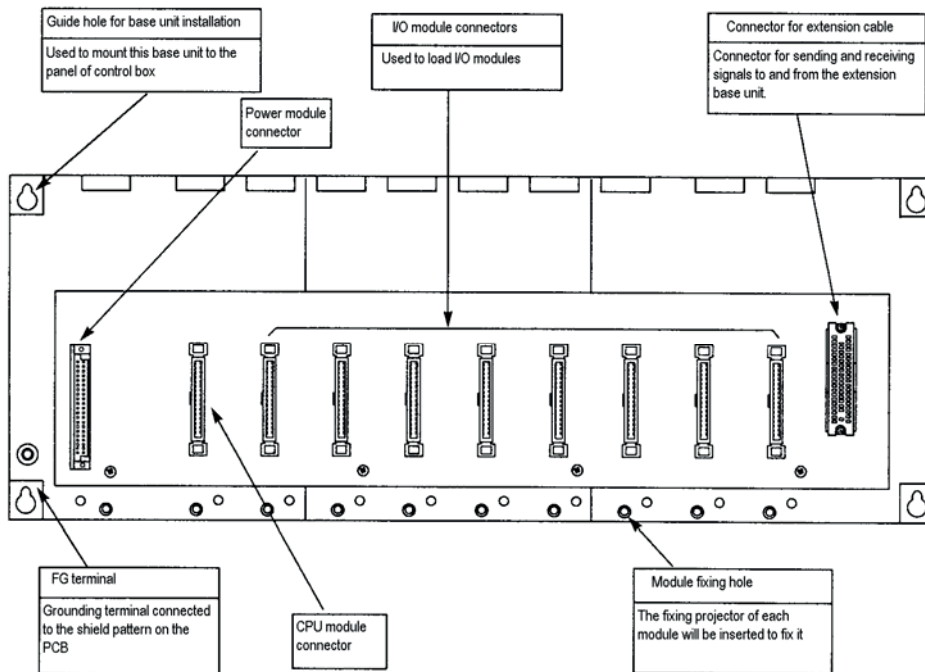 Guide hole for base unit installation
Used to mount this base unit to the
panel of control box
I/O module connectors
Used to load I/O modules
Connector for extension cable
Connector for sending and receiving
signals to and from the extension
base unit.
Power module
connector
FG terminal
Grounding terminal connected
to the shield pattern on the
PCB
CPU module
connector
Module fixing hole
The fixing projector of each
module will be inserted to fix it